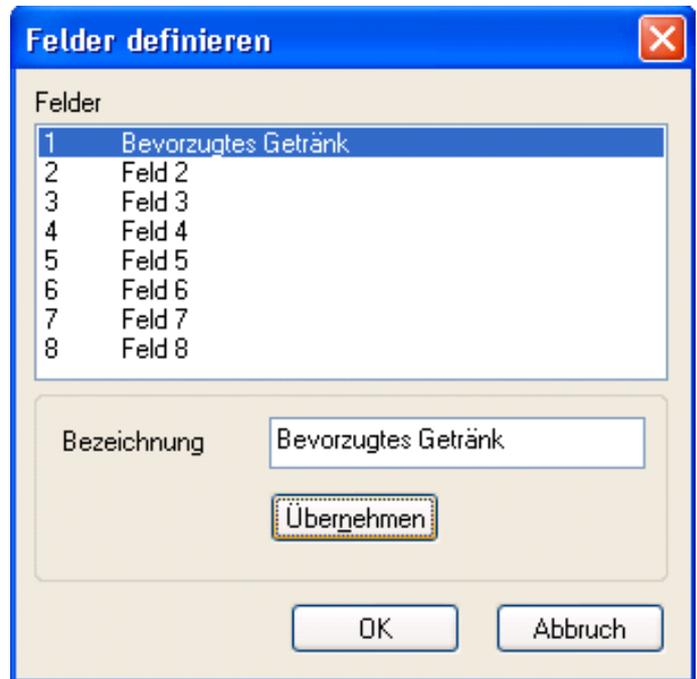 Felder definieren
Felder
1 Bevorzugtes Getränk
2 Feld 2
3 Feld 3
4 Feld 4
5 Feld 5
6 Feld 6
7 Feld 7
8 Feld 8
Bezeichnung Bevorzugtes Getränk
Übernehmen
OK Abbruch